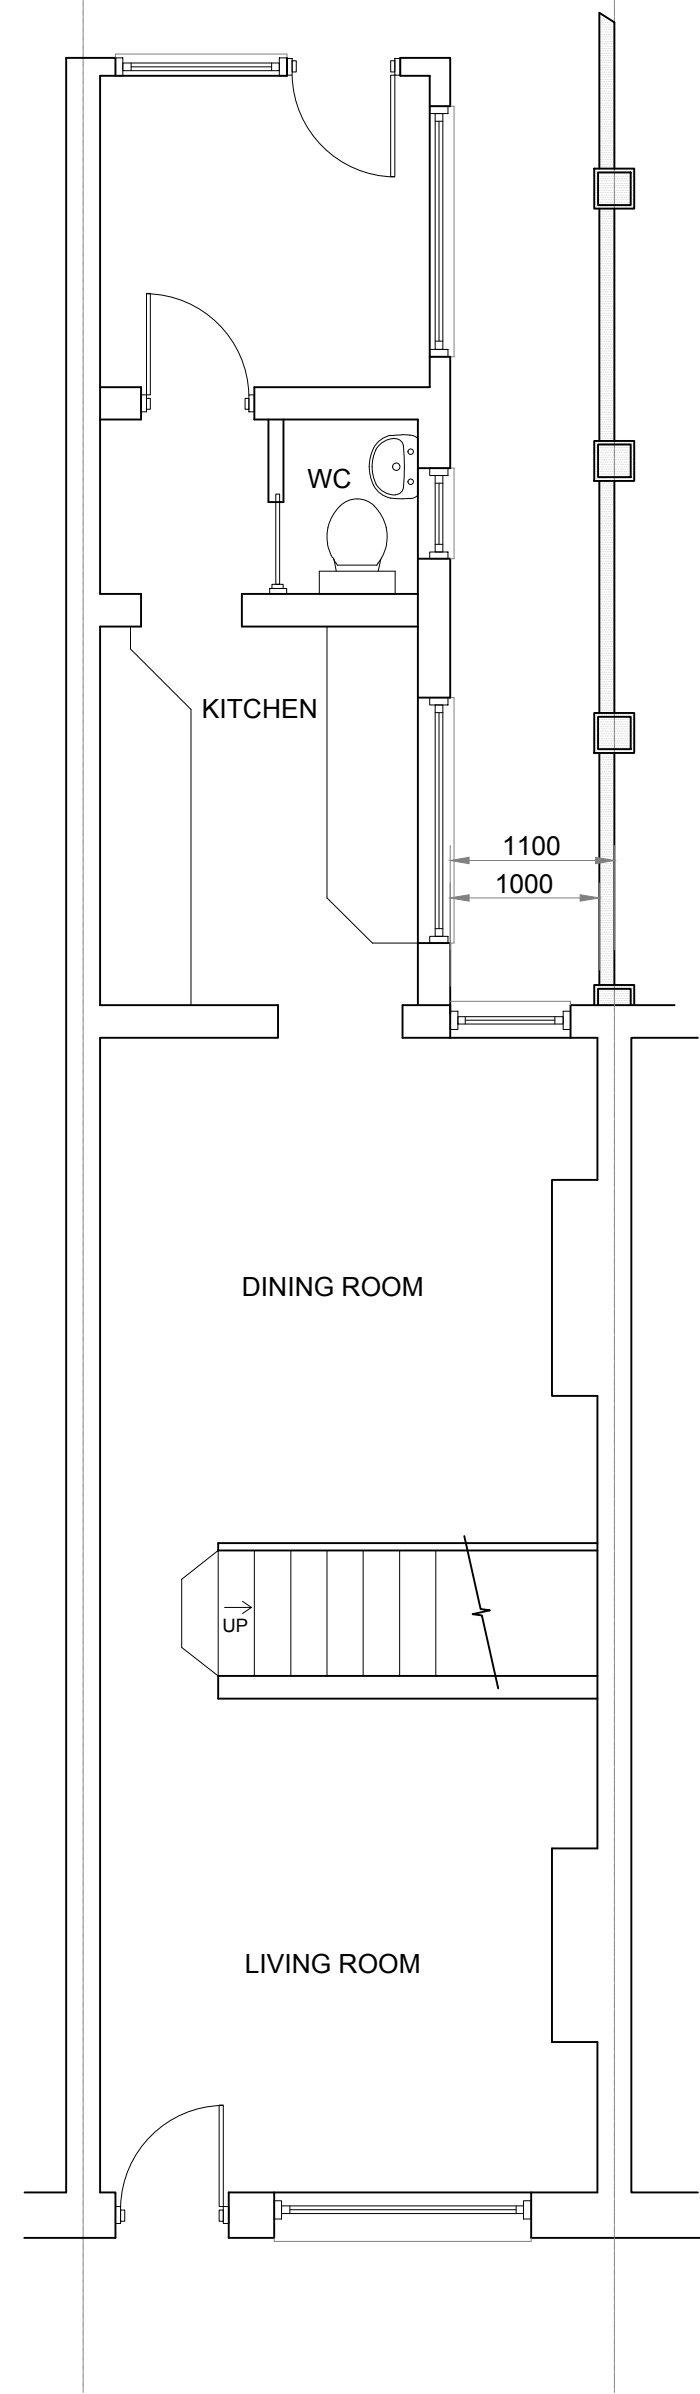 WC
KITCHEN
1100
1000
DINING ROOM
UP
LIVING ROOM